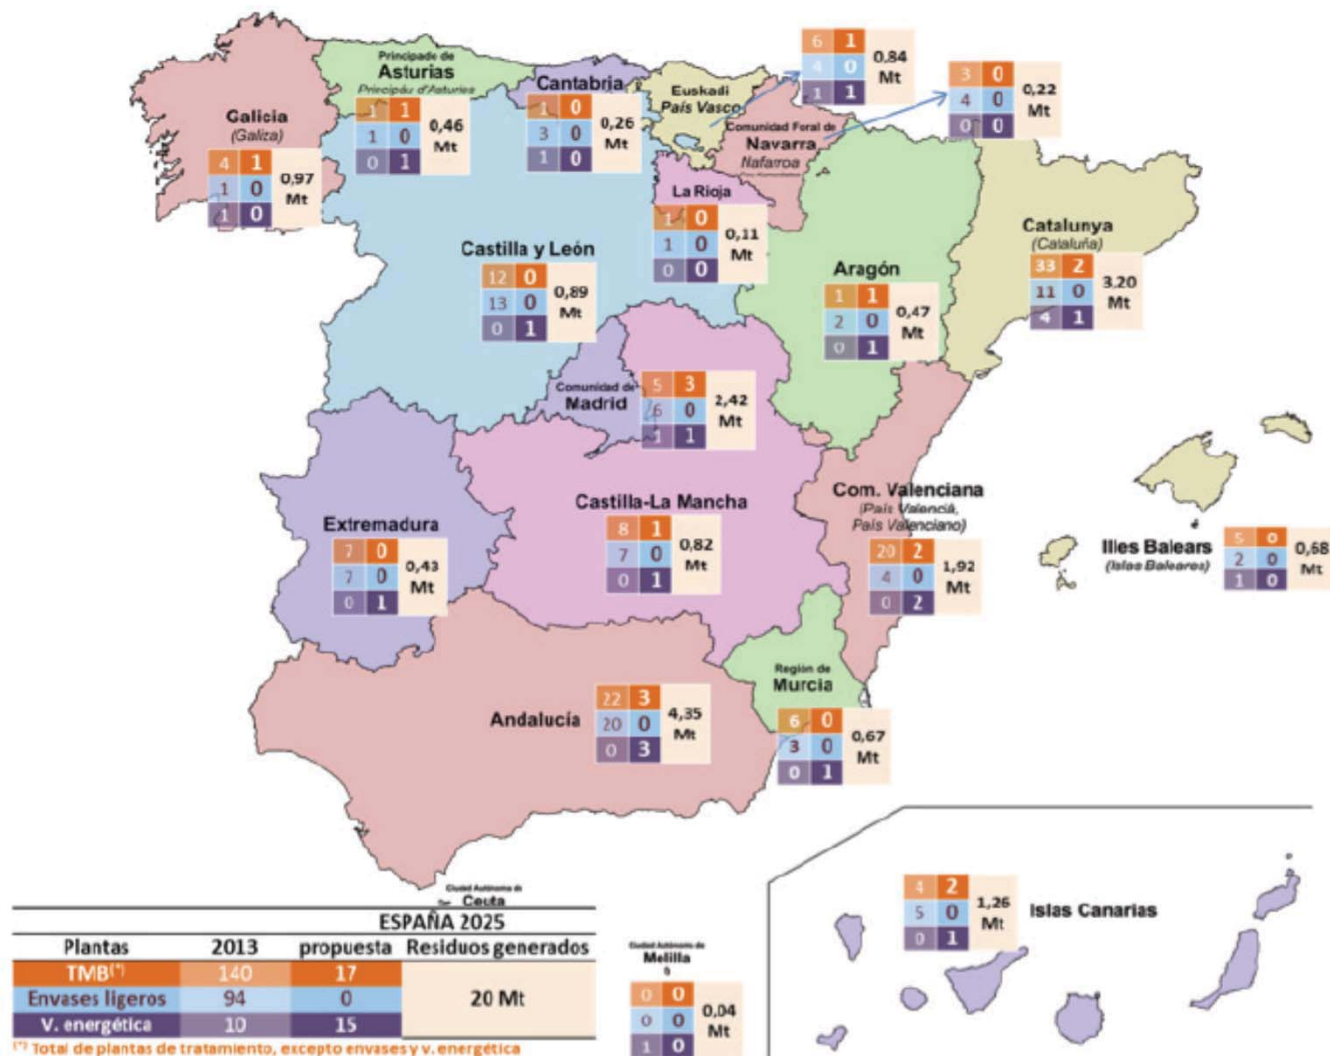 Principado de
Asturias
Principáu d'Asturies
1 1
1 0
0 1
0,46
Mt
Cantabria
1 0
3 0
1 0
0,26
Mt
Euskadi
País Vasco
6 1
4 0
1 1
0,84
Mt
Comunidad Foral de
Navarra
Nafarroa
3 0
4 0
0 0
0,22
Mt
Galicia
(Galiza)
4 1
1 0
1 0
0,97
Mt
La Rioja
1 0
1 0
0 0
0,11
Mt
Castilla y León
12 0
13 0
0 1
0,89
Mt
Aragón
1 1
2 0
0 1
0,47
Mt
Catalunya
(Cataluña)
33 2
11 0
4 1
3,20
Mt
Comunidad de
Madrid
5 3
6 0
1 1
2,42
Mt
Extremadura
7 0
7 0
0 1
0,43
Mt
Castilla-La Mancha
8 1
7 0
0 1
0,82
Mt
Com. Valenciana
(País Valencià,
País Valenciano)
20 2
4 0
0 2
1,92
Mt
Illes Balears
(Islas Baleares)
5 0
2 0
1 0
0,68
Mt
Andalucía
22 3
20 0
0 3
4,35
Mt
Región de
Murcia
6 0
3 0
0 1
0,67
Mt
Islas Canarias
4 2
5 0
0 1
1,26
Mt
Ciudad Autónoma de
Ceuta
Ciudad Autónoma de
Melilla
0 0
0 0
1 0
0,04
Mt
ESPAÑA 2025
Plantas 2013 propuesta Residuos generados
TMB(*) 140 17
Envases ligeros 94 0 20 Mt
V. energética 10 15
(*) Total de plantas de tratamiento, excepto envases y v. energética